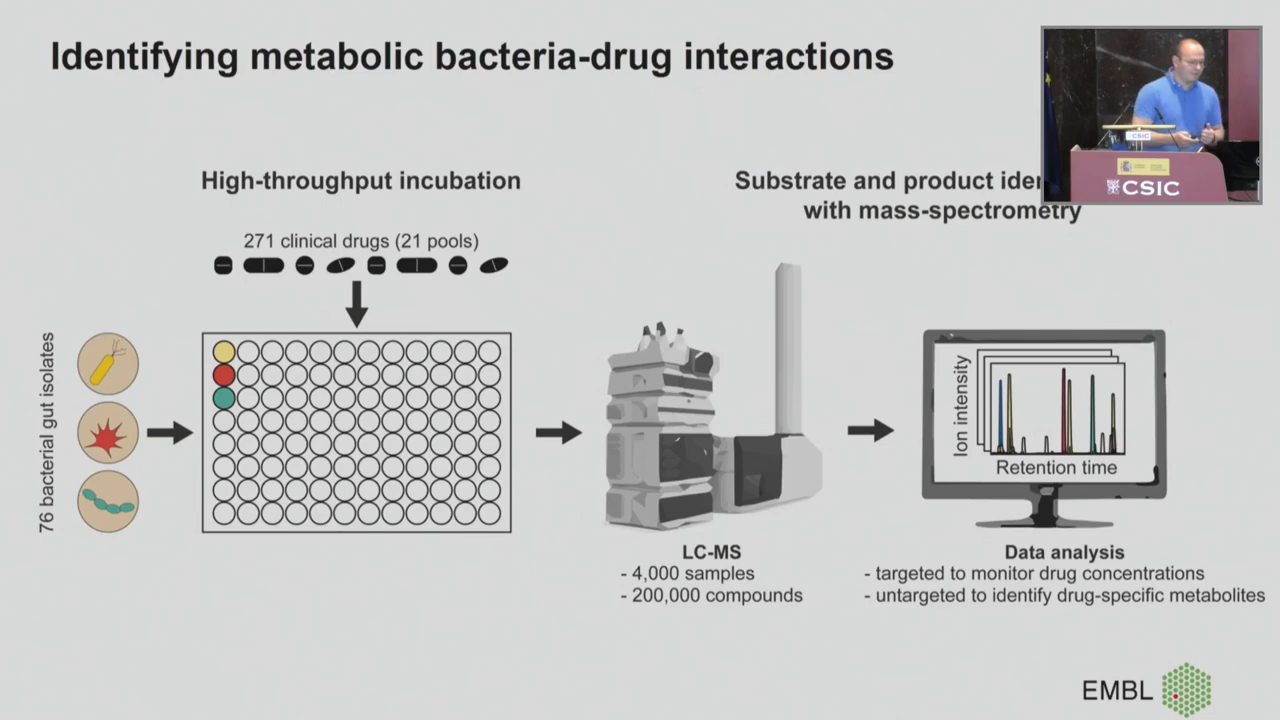 Identifying metabolic bacteria-drug interactions
High-throughput incubation
271 clinical drugs (21 pools)
76 bacterial gut isolates
Substrate and product
with mass-spectrometry
CSIC
CSIC
Ion intensity
Retention time
LC-MS
- 4,000 samples
- 200,000 compounds
Data analysis
- targeted to monitor drug concentrations
- untargeted to identify drug-specific metabolites
EMBL